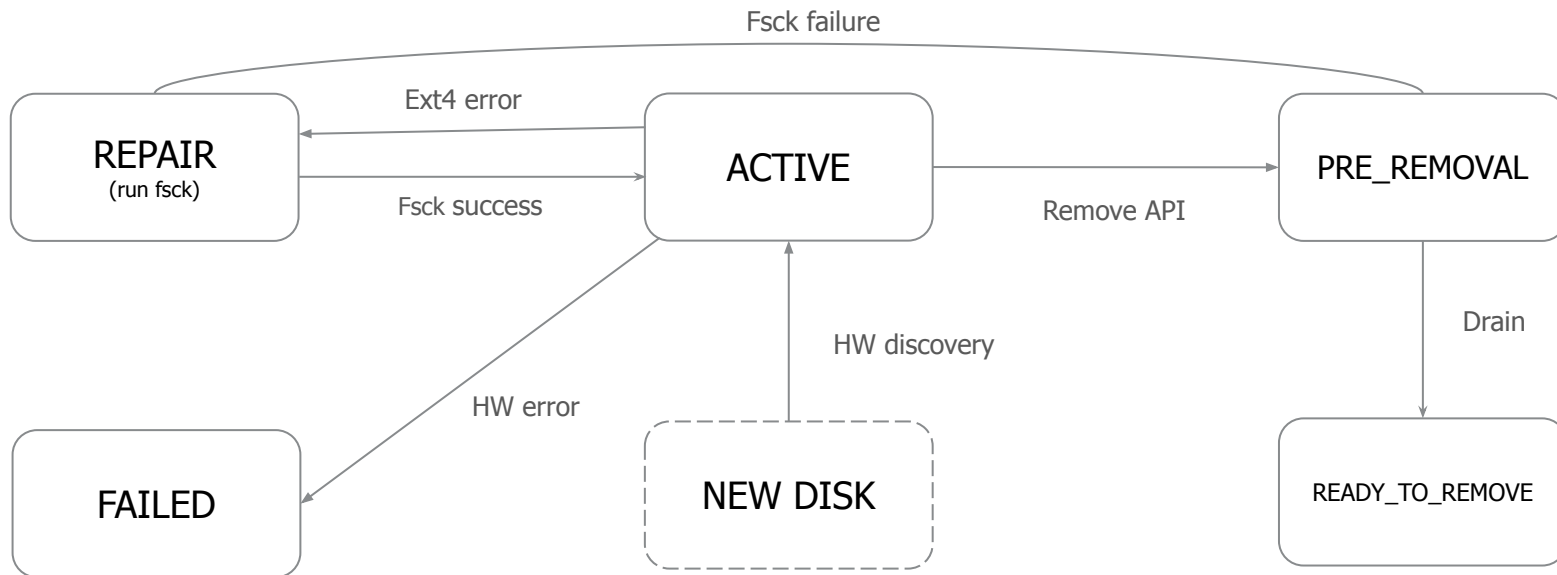 Fsck failure
Ext4 error
REPAIR
(run fsck)
ACTIVE
PRE_REMOVAL
Fsck success
Remove API
Drain
HW discovery
HW error
FAILED
NEW DISK
READY_TO_REMOVE